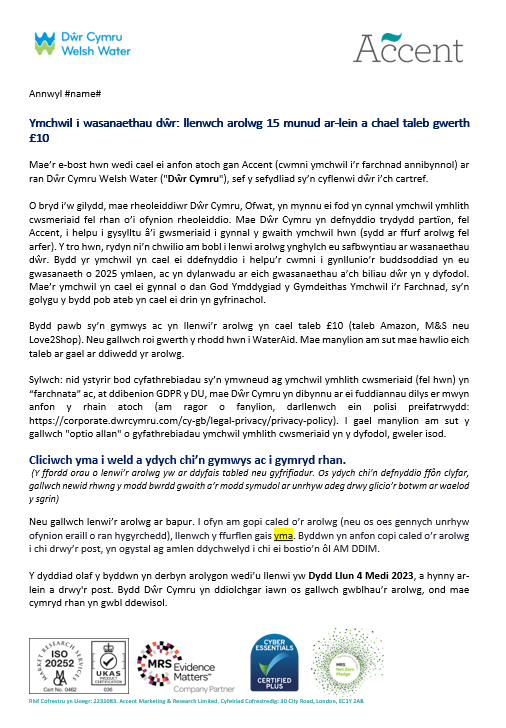 Dŵr Cymru
Welsh Water
Accent
Annwyl #name#
Ymchwil i wasanaethau dŵr: llenwch arolwg 15 munud ar-lein a chael taleb gwerth
£10
Mae'r e-bost hwn wedi cael ei anfon atoch gan Accent (cwmni ymchwil i'r farchnad annibynnol) ar
ran Dŵr Cymru Welsh Water ("Dŵr Cymru"), sef y sefydliad sy'n cyflenwi dŵr i'ch cartref.
O bryd i'w gilydd, mae rheoleiddiwr Dŵr Cymru, Ofwat, yn mynnu ei fod yn cynnal ymchwil ymhlith
cwsmeriaid fel rhan o'i ofynion rheoleiddio. Mae Dŵr Cymru yn defnyddio trydydd partïon, fel
Accent, i helpu i gysylltu â'i gwsmeriaid i gynnal y gwaith ymchwil hwn (sydd ar ffurf arolwg fel
arfer). Y tro hwn, rydyn ni'n chwilio am bobl i lenwi arolwg ynghylch eu safbwyntiau ar wasanaethau
dŵr. Bydd yr ymchwil yn cael ei ddefnyddio i helpu'r cwmni i gynllunio'r buddsoddiad yn eu
gwasanaeth o 2025 ymlaen, ac yn dylanwadu ar eich gwasanaethau a'ch biliau dŵr yn y dyfodol.
Mae'r ymchwil yn cael ei gynnal o dan God Ymddygiad y Gymdeithas Ymchwil i'r Farchnad, sy'n
golygu y bydd pob ateb yn cael ei drin yn gyfrinachol.
Bydd pawb sy'n gymwys ac yn llenwi'r arolwg yn cael taleb £10 (taleb Amazon, M&S neu
Love2Shop). Neu gallwch roi gwerth y rhodd hwn i WaterAid. Mae manylion am sut mae hawlio eich
taleb ar gael ar ddiwedd yr arolwg.
Sylwch: nid ystyrir bod cyfathrebiadau sy'n ymwneud ag ymchwil ymhlith cwsmeriaid (fel hwn) yn
"farchnata" ac, at ddibenion GDPR y DU, mae Dŵr Cymru yn dibynnu ar ei fuddiannau dilys er mwyn
anfon y rhain atoch (am ragor o fanylion, darllenwch ein polisi preifatrwydd:
https://corporate.dwrcymru.com/cy-gb/legal-privacy/privacy-policy). I gael manylion am sut y
gallwch "optio allan" o gyfathrebiadau ymchwil ymhlith cwsmeriaid yn y dyfodol, gweler isod.
Cliciwch yma i weld a ydych chi'n gymwys ac i gymryd rhan.
(Y ffordd orau o lenwi'r arolwg yw ar ddyfais tabled neu gyfrifiadur. Os ydych chi'n defnyddio ffôn clyfar,
gallwch newid rhwng y modd bwrdd gwaith a'r modd symudol ar unrhyw adeg drwy glicio'r botwm ar waelod
y sgrin)
Neu gallwch lenwi'r arolwg ar bapur. I ofyn am gopi caled o'r arolwg (neu os oes gennych unrhyw
ofynion eraill o ran hygyrchedd), llenwch y ffurflen gais yma. Byddwn yn anfon copi caled o'r arolwg
i chi drwy'r post, yn ogystal ag amlen ddychwelyd i chi ei bostio'n ôl AM DDIM.
Y dyddiad olaf y byddwn yn derbyn arolygon wedi'u llenwi yw Dydd Llun 4 Medi 2023, a hynny ar-
lein a drwy'r post. Bydd Dŵr Cymru yn ddiolchgar iawn os gallwch gwblhau'r arolwg, ond mae
cymryd rhan yn gwbl ddewisol.
MARKET RESEARCH SERVICES
ISO
20252
Cert No. 0462
UKAS
PRODUCT CERTIFICATION
036
MRS Evidence
Matters™
Company Partner
CYBER
ESSENTIALS
CERTIFIED
PLUS
MRS
Net Zero
Pledge
Rhif Cofrestru yn Lloegr: 2231083. Accent Marketing & Research Limited. Cyfeiriad Cofrestredig: 30 City Road, London, EC1Y 2AB.